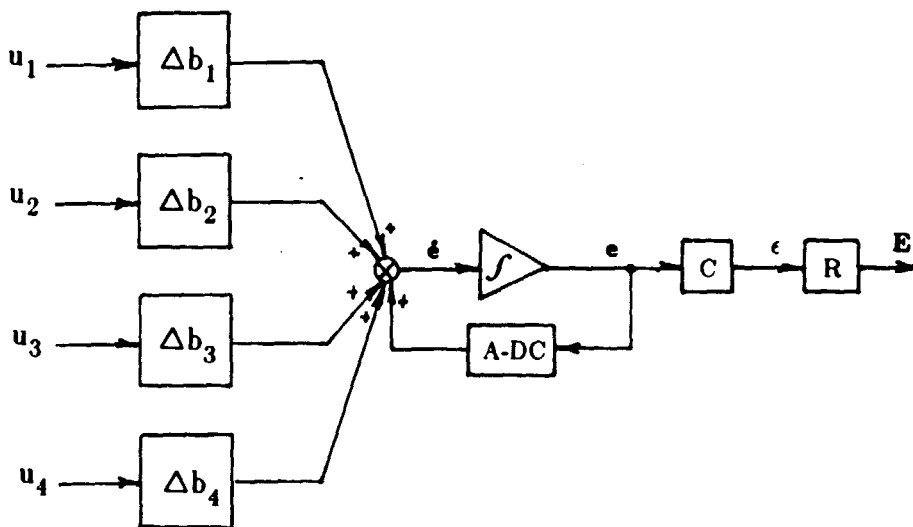 u₁ Δb₁
u₂ Δb₂
+ + + + +
ė ∫ e C ϵ R E
u₃ Δb₃
A-DC
u₄ Δb₄